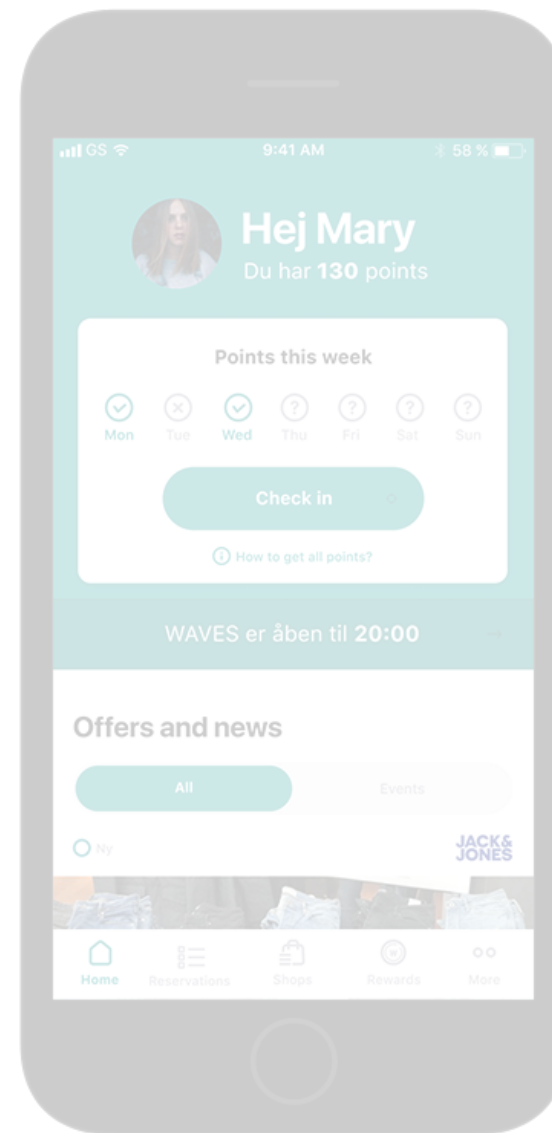 GS 9:41 AM 58 %
Hej Mary
Du har 130 points
Points this week
Mon Tue Wed Thu Fri Sat Sun
Check in
How to get all points?
WAVES er åben til 20:00
Offers and news
All Events
Ny
JACK&
JONES
Home Reservations Shops Rewards More